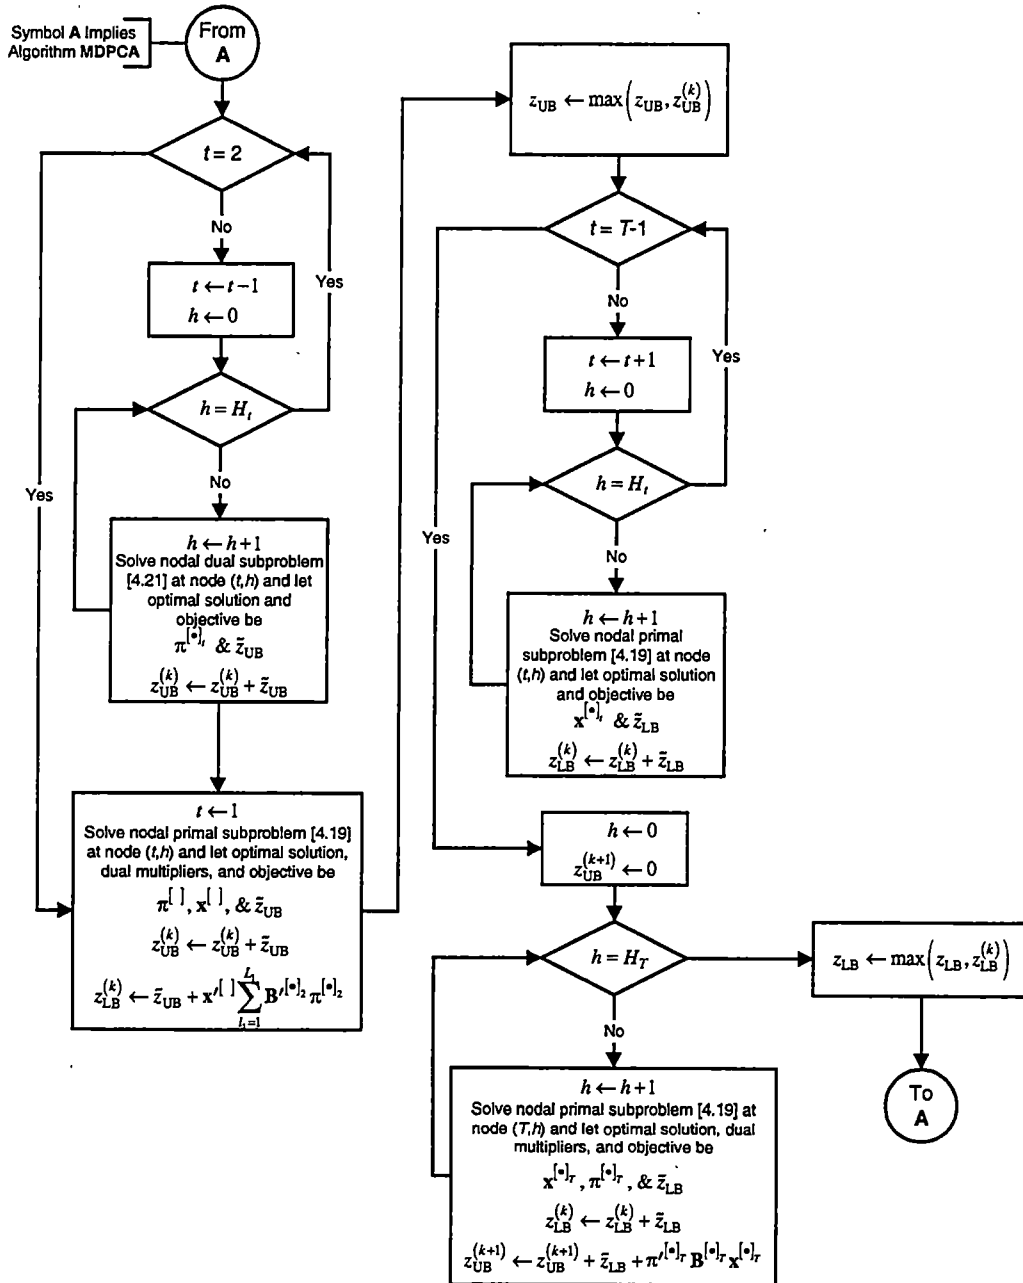 Symbol A Implies
Algorithm MDPCA
From
A
t = 2
No
Yes
t ← t−1
h ← 0
h = H_t
No
Yes
h ← h+1
Solve nodal dual subproblem
[4.21] at node (t,h) and let
optimal solution and
objective be
π^{[•]_t} & z̃_UB
z_UB^{(k)} ← z_UB^{(k)} + z̃_UB
t ← 1
Solve nodal primal subproblem [4.19]
at node (t,h) and let optimal solution,
dual multipliers, and objective be
π^{[ ]}, x^{[ ]}, & z̃_UB
z_UB^{(k)} ← z_UB^{(k)} + z̃_UB
z_LB^{(k)} ← z̃_UB + x′^{[ ]} ∑_{l_1=1}^{L_1} B′^{[•]_2} π^{[•]_2}
z_UB ← max(z_UB, z_UB^{(k)})
t = T-1
No
Yes
t ← t+1
h ← 0
h = H_t
No
Yes
h ← h+1
Solve nodal primal
subproblem [4.19] at node
(t,h) and let optimal solution
and objective be
x^{[•]_t} & z̃_LB
z_LB^{(k)} ← z_LB^{(k)} + z̃_LB
h ← 0
z_UB^{(k+1)} ← 0
h = H_T
No
h ← h+1
Solve nodal primal subproblem [4.19] at
node (T,h) and let optimal solution, dual
multipliers, and objective be
x^{[•]_T}, π^{[•]_T}, & z̃_LB
z_LB^{(k)} ← z_LB^{(k)} + z̃_LB
z_UB^{(k+1)} ← z_UB^{(k+1)} + z̃_LB + π′^{[•]_T} B^{[•]_T} x^{[•]_T}
z_LB ← max(z_LB, z_LB^{(k)})
To
A